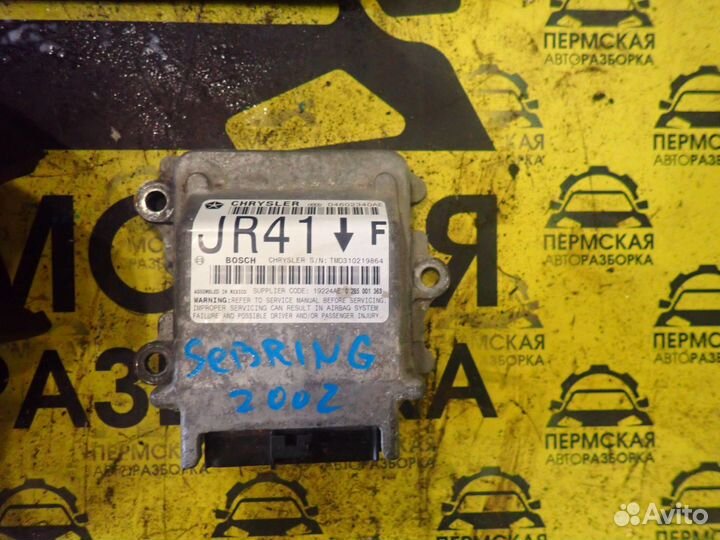 ПЕРМСКАЯ
АВТОРАЗБОРКА
ПЕРМСКАЯ
АВТОРАЗБОРКА
ПЕРМСКАЯ
АВТОРАЗБОРКА
CHRYSLER 04602340AE
JR41 F
BOSCH CHRYSLER S/N: TMD310219864
ASSEMBLED IN MEXICO SUPPLIER CODE: 19224AE 0 285 001 363
WARNING: REFER TO SERVICE MANUAL BEFORE SERVICING.
IMPROPER SERVICING CAN RESULT IN AIRBAG SYSTEM
FAILURE AND POSSIBLE DRIVER AND/OR PASSENGER INJURY.
SEBRING
2002
ПЕРМСКАЯ
АВТОРАЗБОРКА
ПЕРМСКАЯ
АВТОРАЗБОРКА
ПЕРМСКАЯ
АВТОРАЗБОРКА
Avito